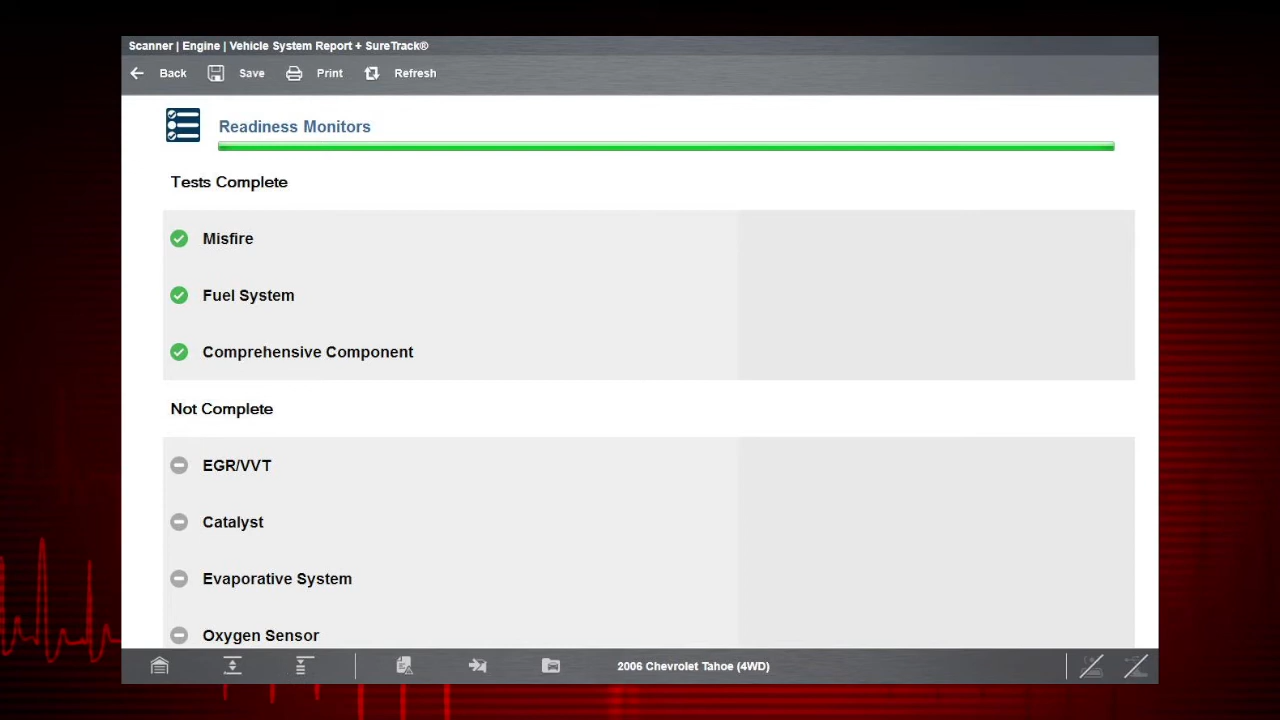 Scanner | Engine | Vehicle System Report + SureTrack®
Back Save Print Refresh
Readiness Monitors
Tests Complete
Misfire
Fuel System
Comprehensive Component
Not Complete
EGR/VVT
Catalyst
Evaporative System
Oxygen Sensor
2006 Chevrolet Tahoe (4WD)